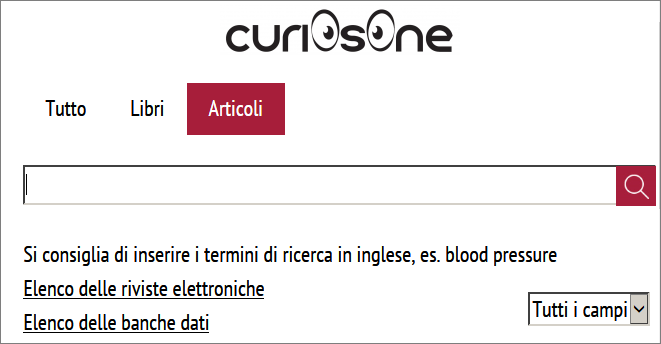 curiosone
Tutto Libri Articoli
Si consiglia di inserire i termini di ricerca in inglese, es. blood pressure
Elenco delle riviste elettroniche
Tutti i campi
Elenco delle banche dati